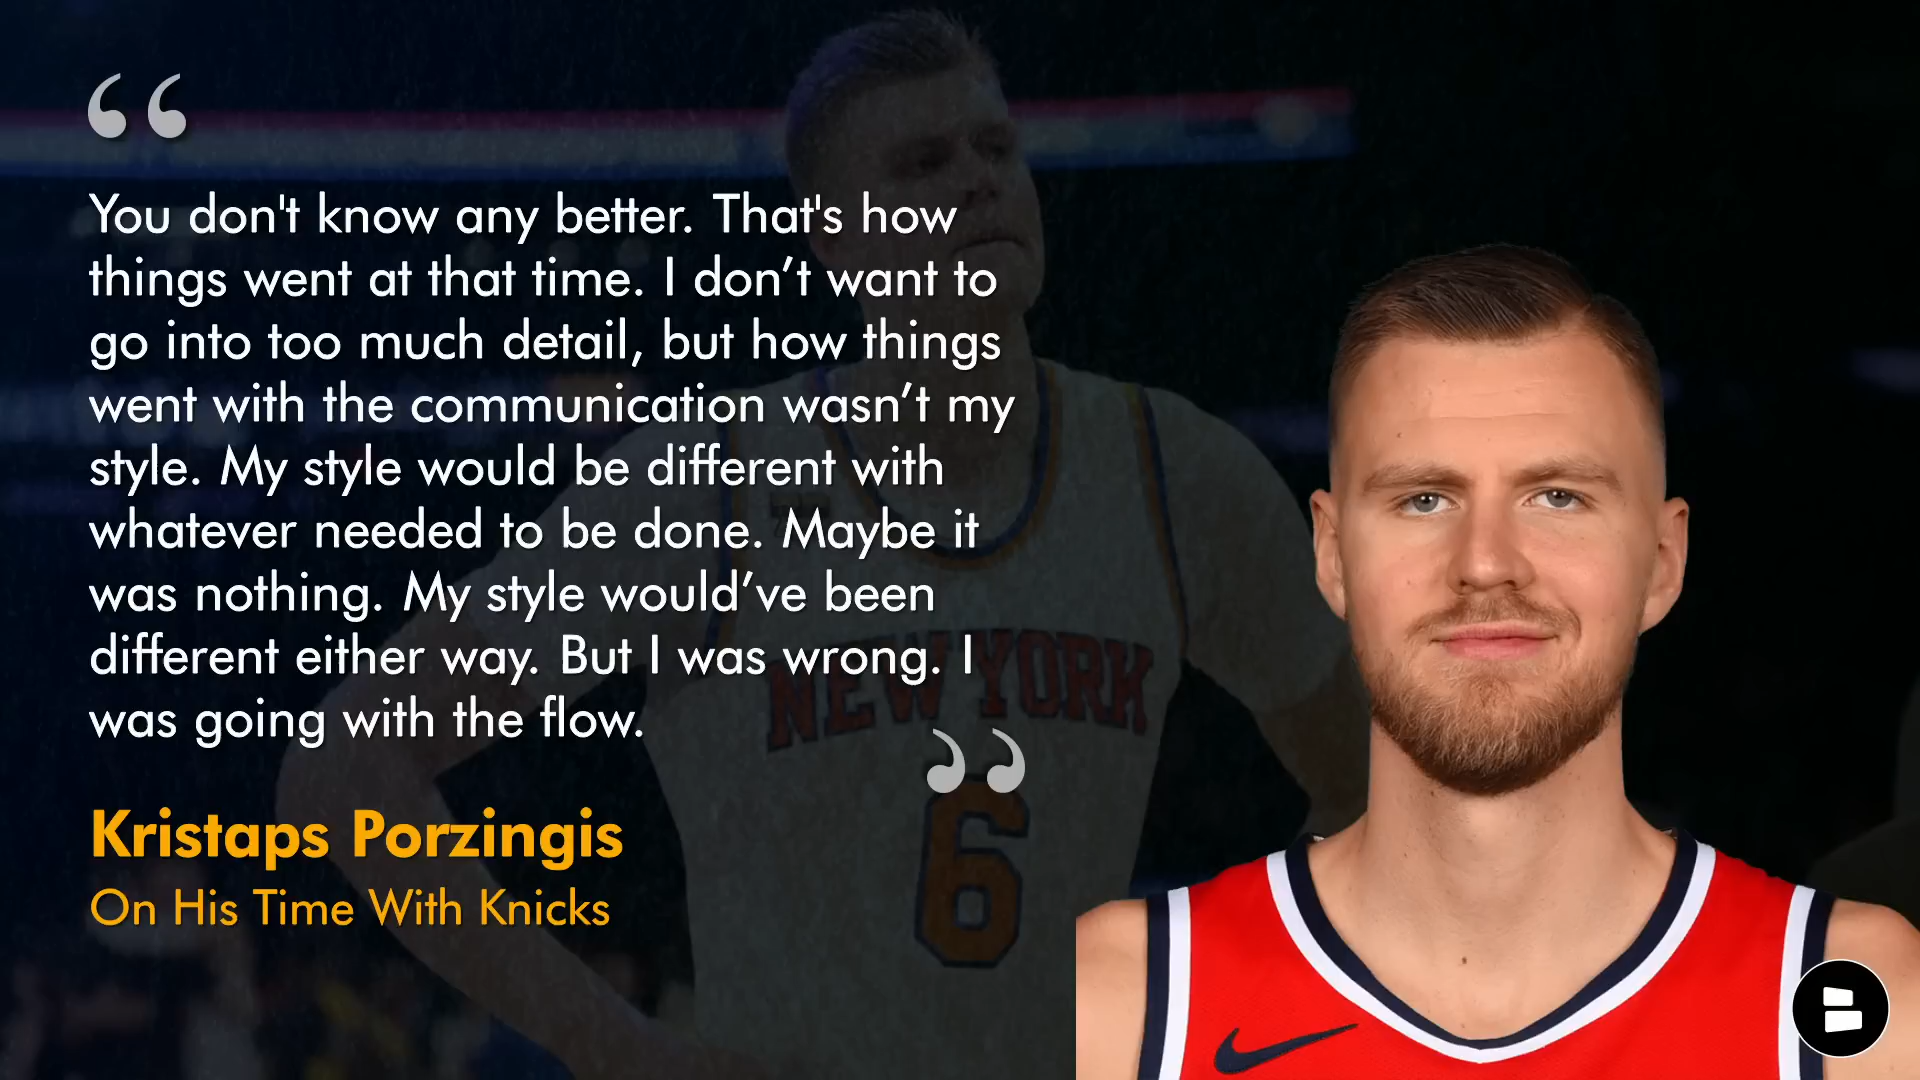 “
You don't know any better. That's how
things went at that time. I don’t want to
go into too much detail, but how things
went with the communication wasn’t my
style. My style would be different with
whatever needed to be done. Maybe it
was nothing. My style would’ve been
different either way. But I was wrong. I
was going with the flow.
”
Kristaps Porzingis
On His Time With Knicks
NEW YORK
6